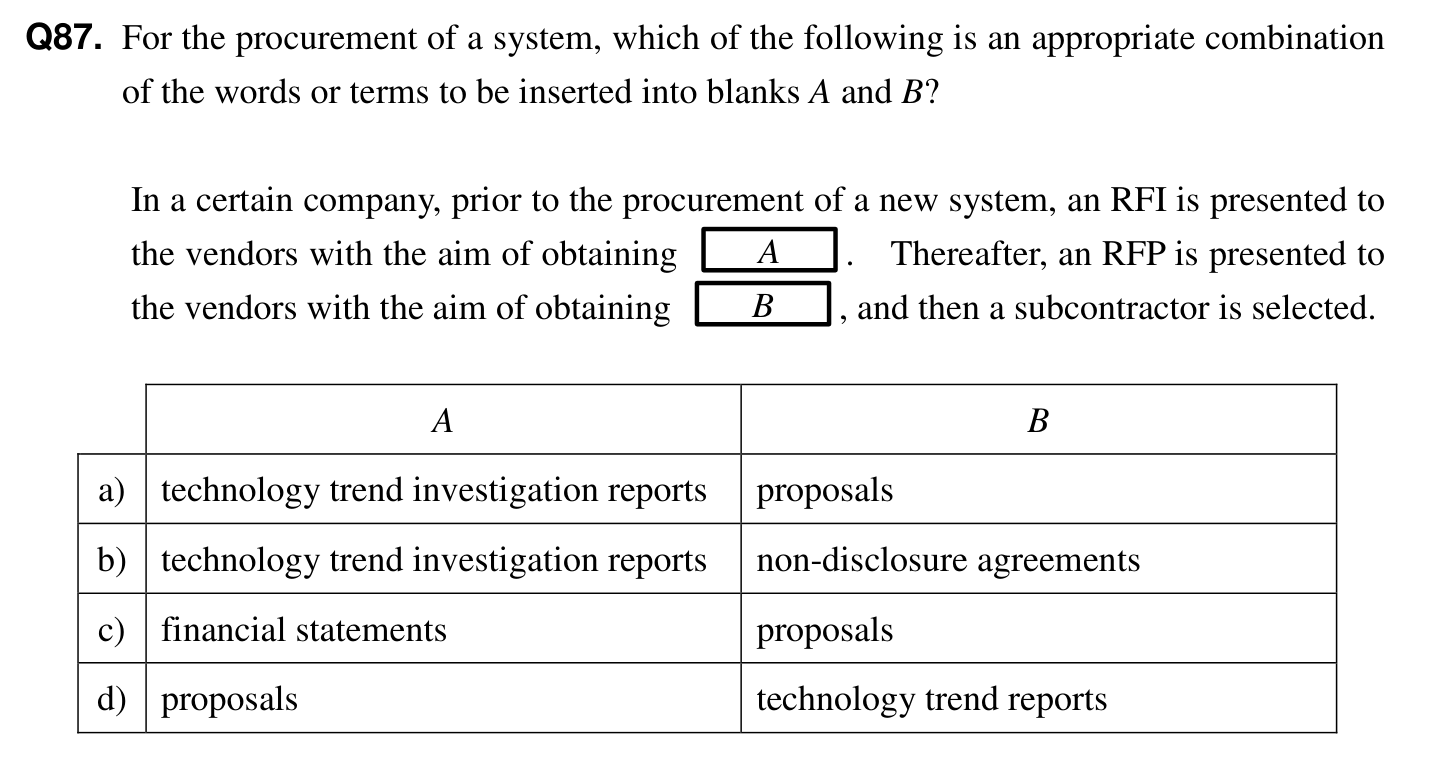 Q87. For the procurement of a system, which of the following is an appropriate combination
of the words or terms to be inserted into blanks A and B?
In a certain company, prior to the procurement of a new system, an RFI is presented to
the vendors with the aim of obtaining A . Thereafter, an RFP is presented to
the vendors with the aim of obtaining B , and then a subcontractor is selected.
A B
a) technology trend investigation reports proposals
b) technology trend investigation reports non-disclosure agreements
c) financial statements proposals
d) proposals technology trend reports